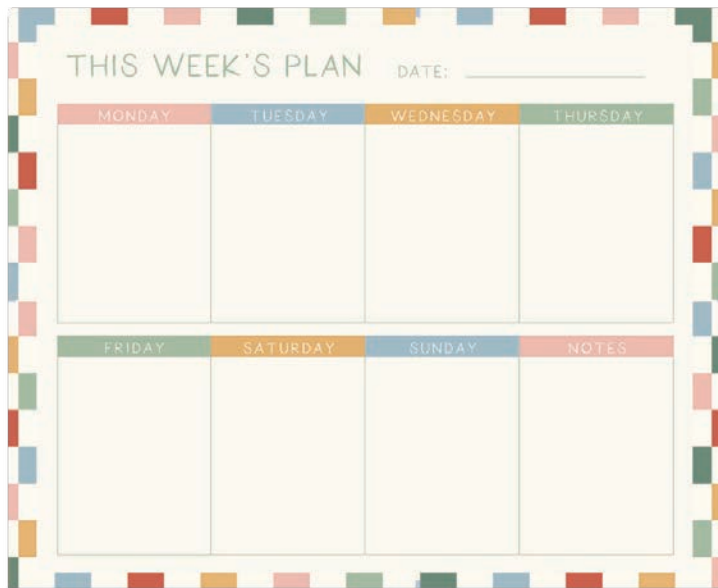 THIS WEEK'S PLAN DATE:
MONDAY TUESDAY WEDNESDAY THURSDAY
FRIDAY SATURDAY SUNDAY NOTES